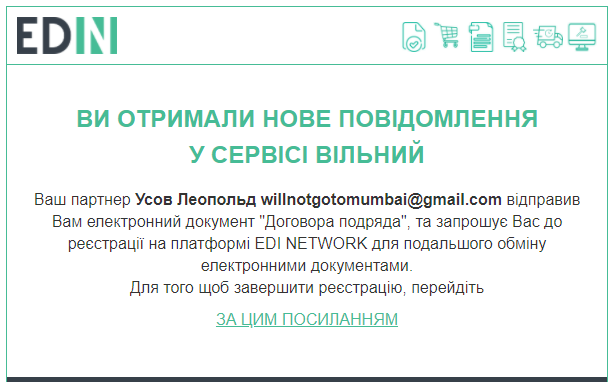 EDIN
ВИ ОТРИМАЛИ НОВЕ ПОВІДОМЛЕННЯ
У СЕРВІСІ ВІЛЬНИЙ
Ваш партнер Усов Леопольд willnotgotomumbai@gmail.com відправив
Вам електронний документ "Договора подряда", та запрошує Вас до
реєстрації на платформі EDI NETWORK для подальшого обміну
електронними документами.
Для того щоб завершити реєстрацію, перейдіть
ЗА ЦИМ ПОСИЛАННЯМ